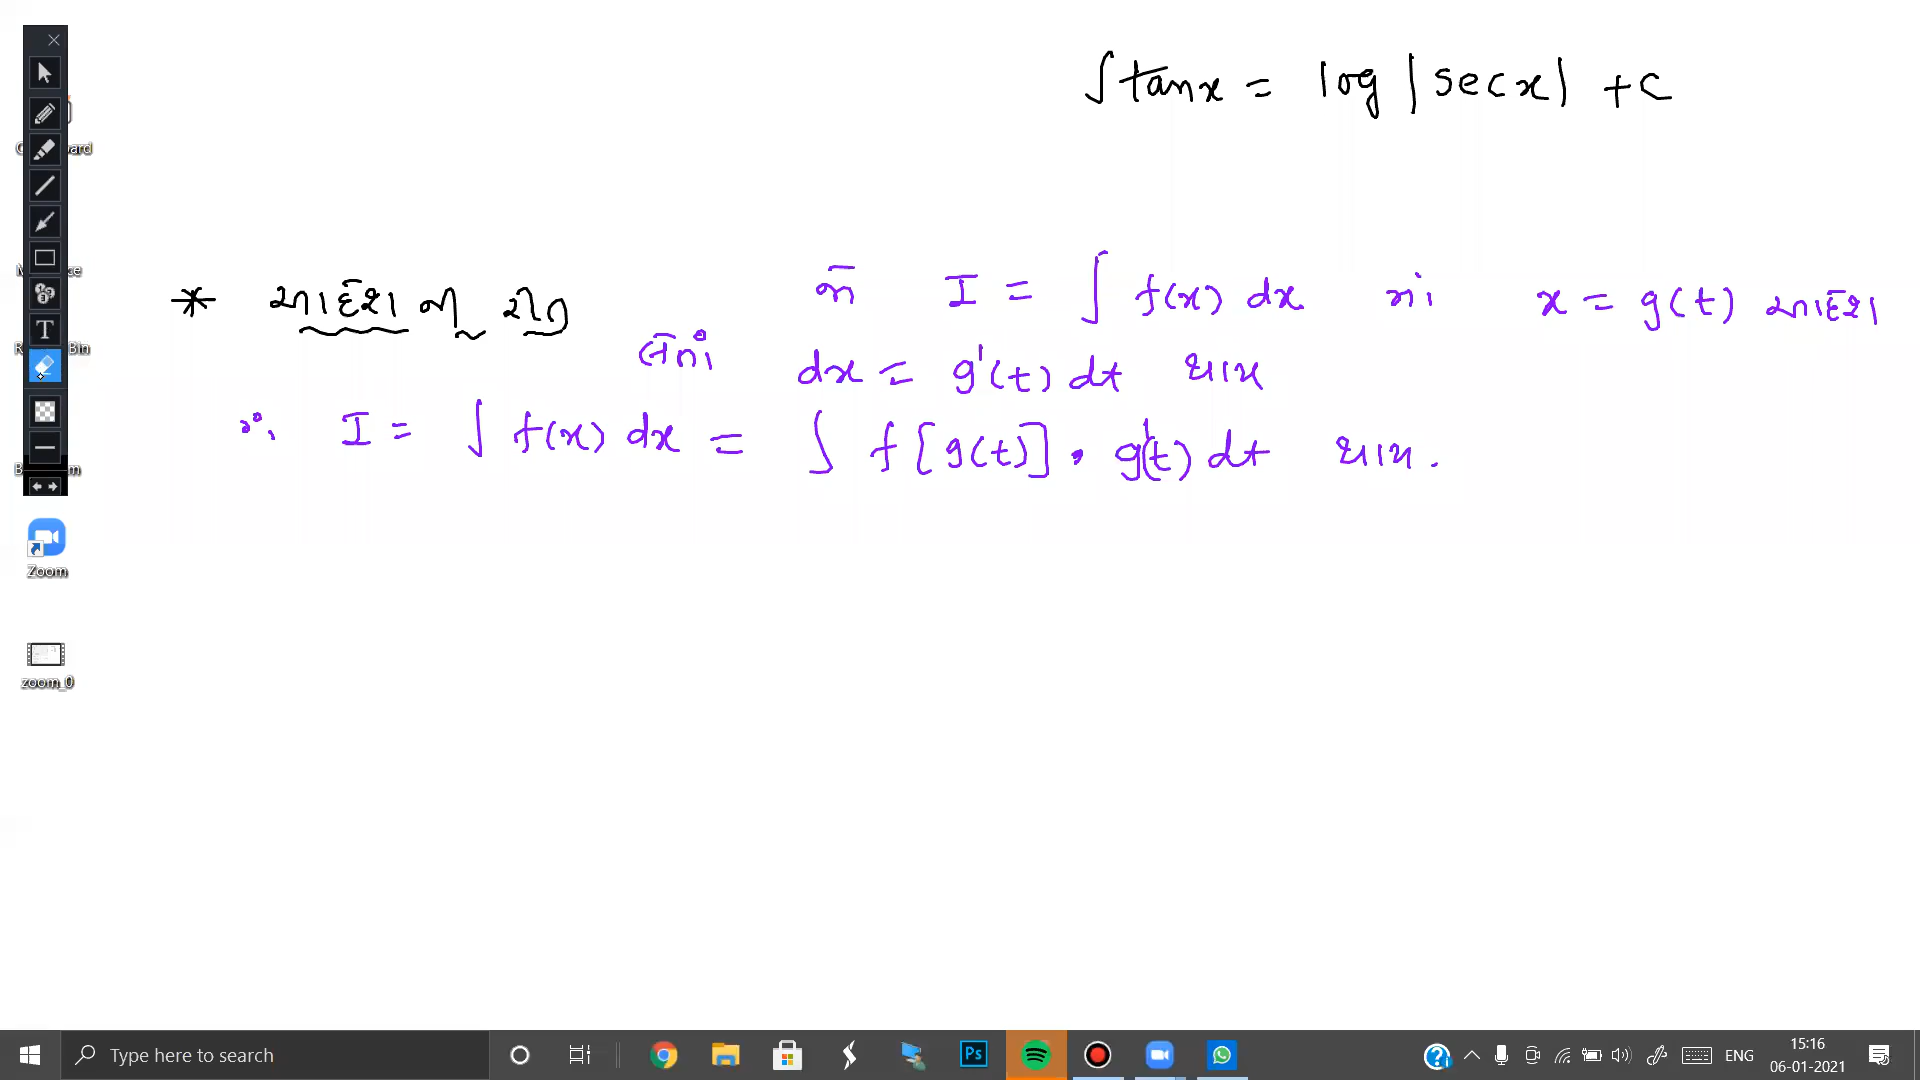 ∫tanx = log |secx| + c
* આદેશ ની રીત
જો I = ∫ f(x) dx માં x = g(t) આદેશ
લેતાં dx = g'(t) dt થાય
∴ I = ∫ f(x) dx = ∫ f[g(t)] · g'(t) dt થાય.
Zoom
zoom_0
Type here to search
ENG
15:16
06-01-2021